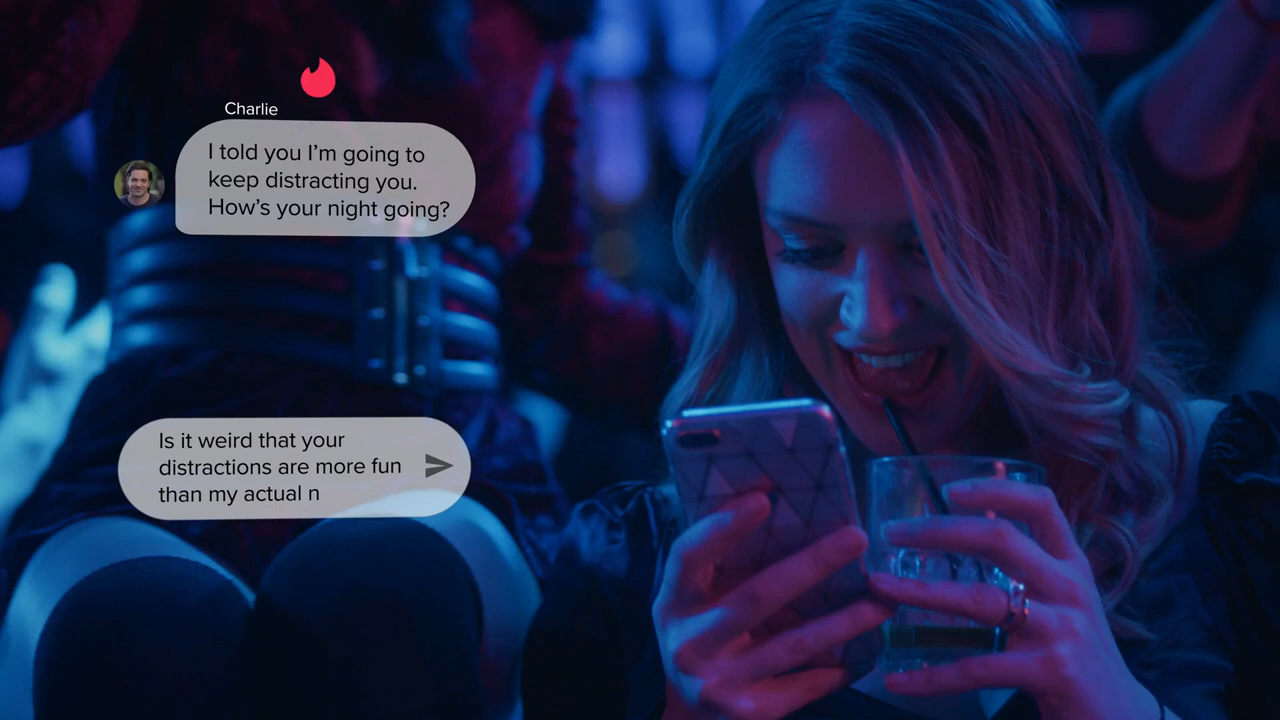 Charlie
I told you I’m going to
keep distracting you.
How’s your night going?
Is it weird that your
distractions are more fun
than my actual n